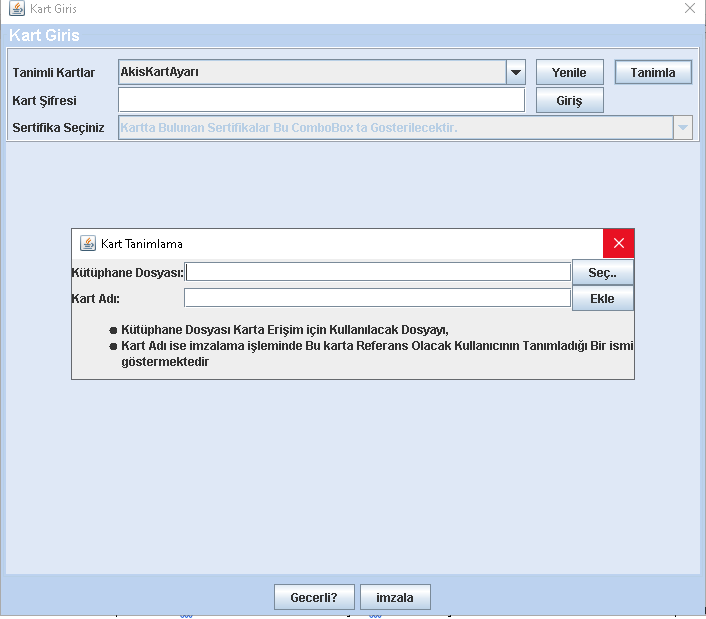 Kart Giris
Kart Giris
Tanimli Kartlar AkisKartAyarı Yenile Tanimla
Kart Şifresi Giriş
Sertifika Seçiniz Kartta Bulunan Sertifikalar Bu ComboBox ta Gosterilecektir.
Kart Tanimlama
Kütüphane Dosyası: Seç..
Kart Adı: Ekle
● Kütüphane Dosyası Karta Erişim için Kullanılacak Dosyayı,
● Kart Adı ise imzalama işleminde Bu karta Referans Olacak Kullanıcının Tanımladığı Bir ismi
göstermektedir
Gecerli? imzala